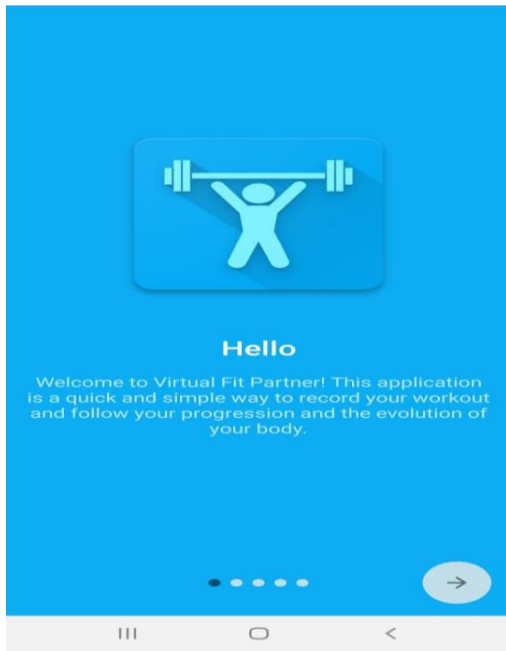 Hello
Welcome to Virtual Fit Partner! This application
is a quick and simple way to record your workout
and follow your progression and the evolution of
your body.